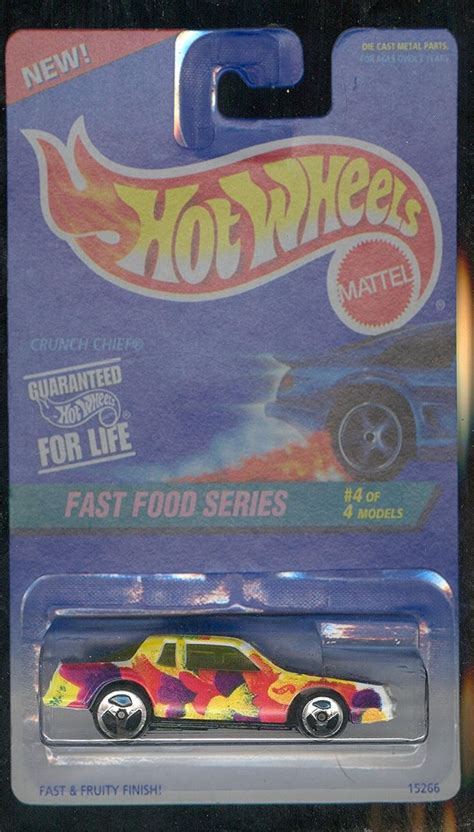 NEW!
DIE CAST METAL PARTS.
FOR AGES OVER 3 YEARS
HOT WHEELS
MATTEL
CRUNCH CHIEF®
GUARANTEED
Hot Wheels
FOR LIFE
FAST FOOD SERIES
#4 OF
4 MODELS
FAST & FRUITY FINISH!
15266